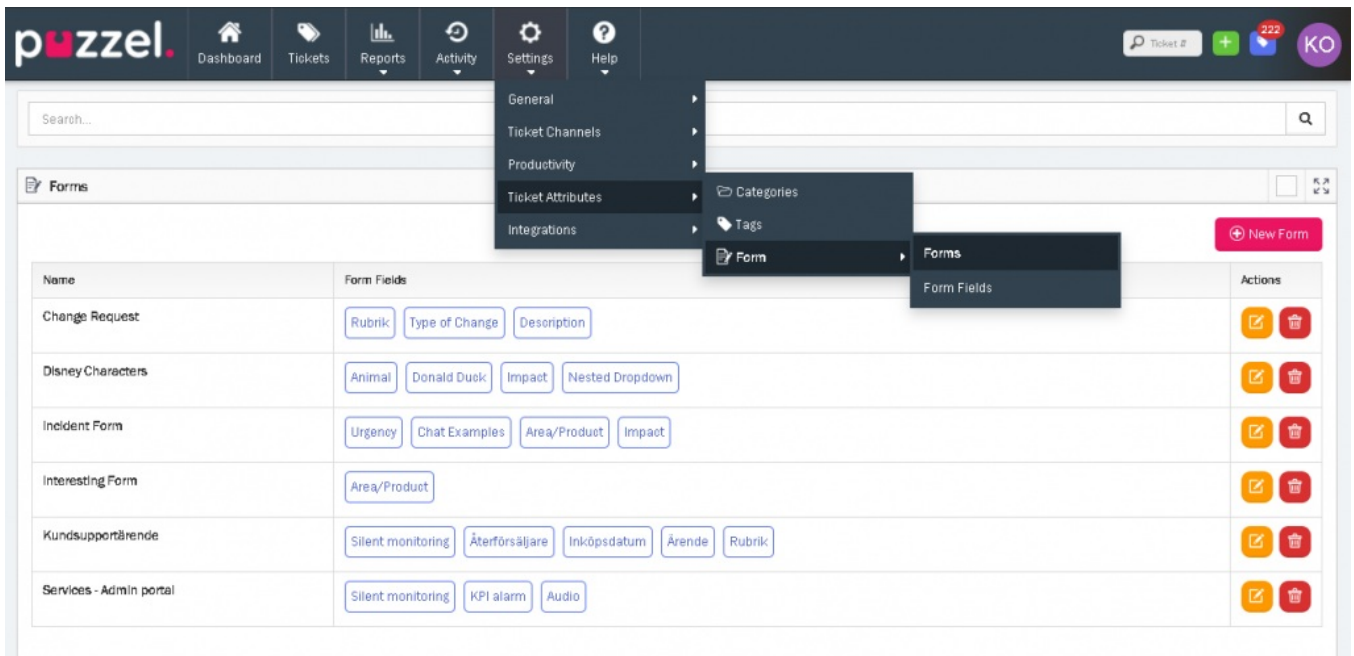 puzzel.
Dashboard
Tickets
Reports
Activity
Settings
Help
Ticket #
222
KO
Search...
General
Ticket Channels
Productivity
Ticket Attributes
Integrations
Categories
Tags
Form
Forms
Form Fields
Forms
New Form
Name Form Fields Actions
Change Request Rubrik Type of Change Description
Disney Characters Animal Donald Duck Impact Nested Dropdown
Incident Form Urgency Chat Examples Area/Product Impact
Interesting Form Area/Product
Kundsupportärende Silent monitoring Återförsäljare Inköpsdatum Ärende Rubrik
Services - Admin portal Silent monitoring KPI alarm Audio